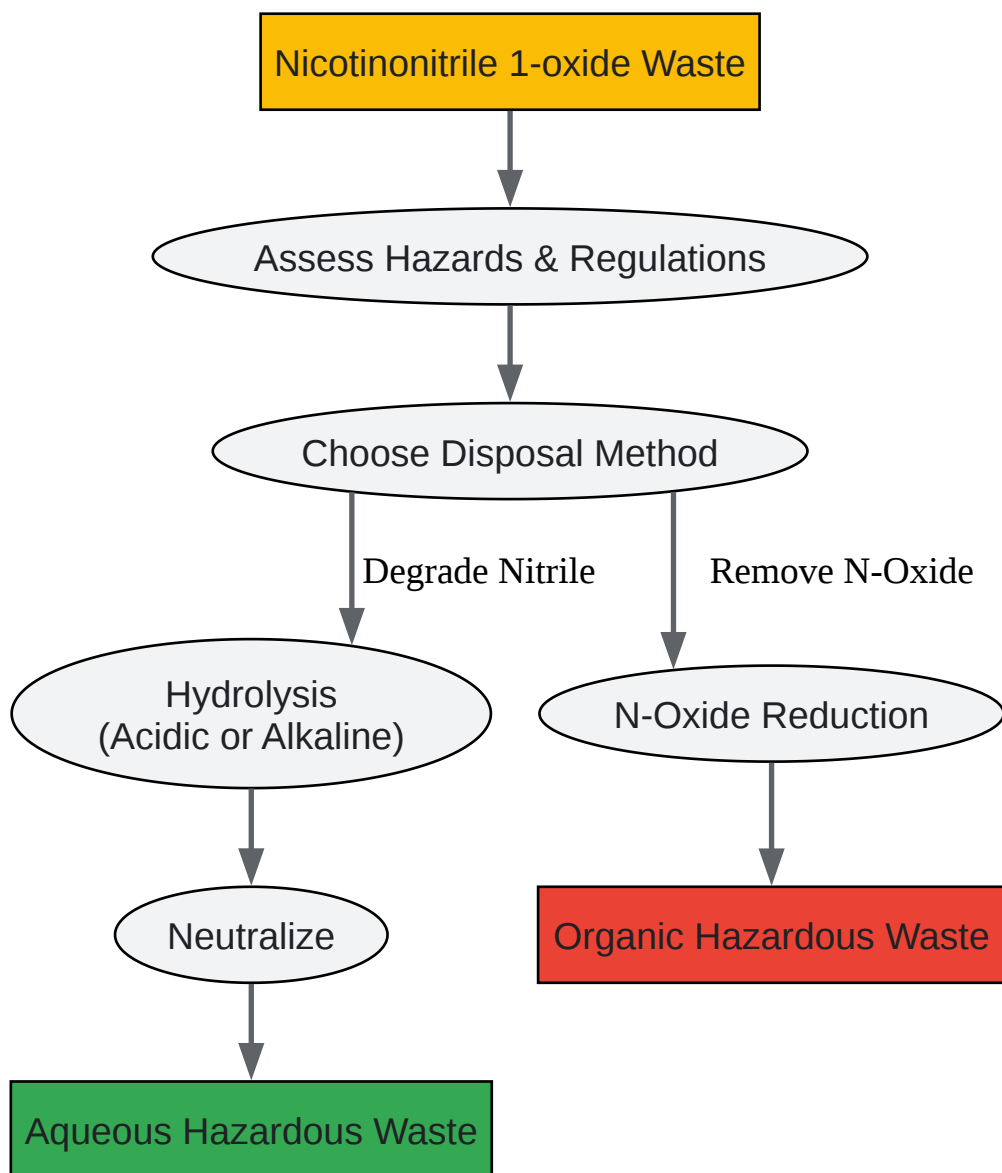 Nicotinonitrile 1-oxide Waste
Assess Hazards & Regulations
Choose Disposal Method
Degrade Nitrile
Remove N-Oxide
Hydrolysis
(Acidic or Alkaline)
N-Oxide Reduction
Neutralize
Organic Hazardous Waste
Aqueous Hazardous Waste